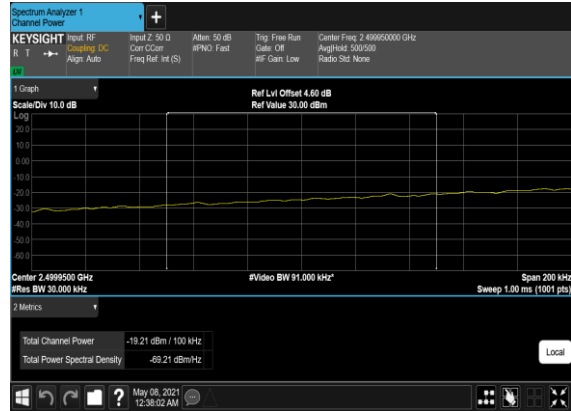 Spectrum Analyzer 1
Channel Power
+
KEYSIGHT Input: RF Input Z: 50 Ω Atten: 50 dB Trig: Free Run Center Freq: 2.499950000 GHz
R T Coupling: DC Corr CCorr #PNO: Fast Gate: Off Avg|Hold: 500/500
Align: Auto Freq Ref: Int (S) #IF Gain: Low Radio Std: None
1 Graph
Ref Lvl Offset 4.60 dB
Scale/Div 10.0 dB Ref Value 30.00 dBm
Log
20.0
10.0
0.00
-10.0
-20.0
-30.0
-40.0
-50.0
-60.0
Center 2.4999500 GHz #Video BW 91.000 kHz* Span 200 kHz
#Res BW 30.000 kHz Sweep 1.00 ms (1001 pts)
2 Metrics
Total Channel Power -19.21 dBm / 100 kHz
Total Power Spectral Density -69.21 dBm/Hz
Local
? May 08, 2021
12:38:02 AM